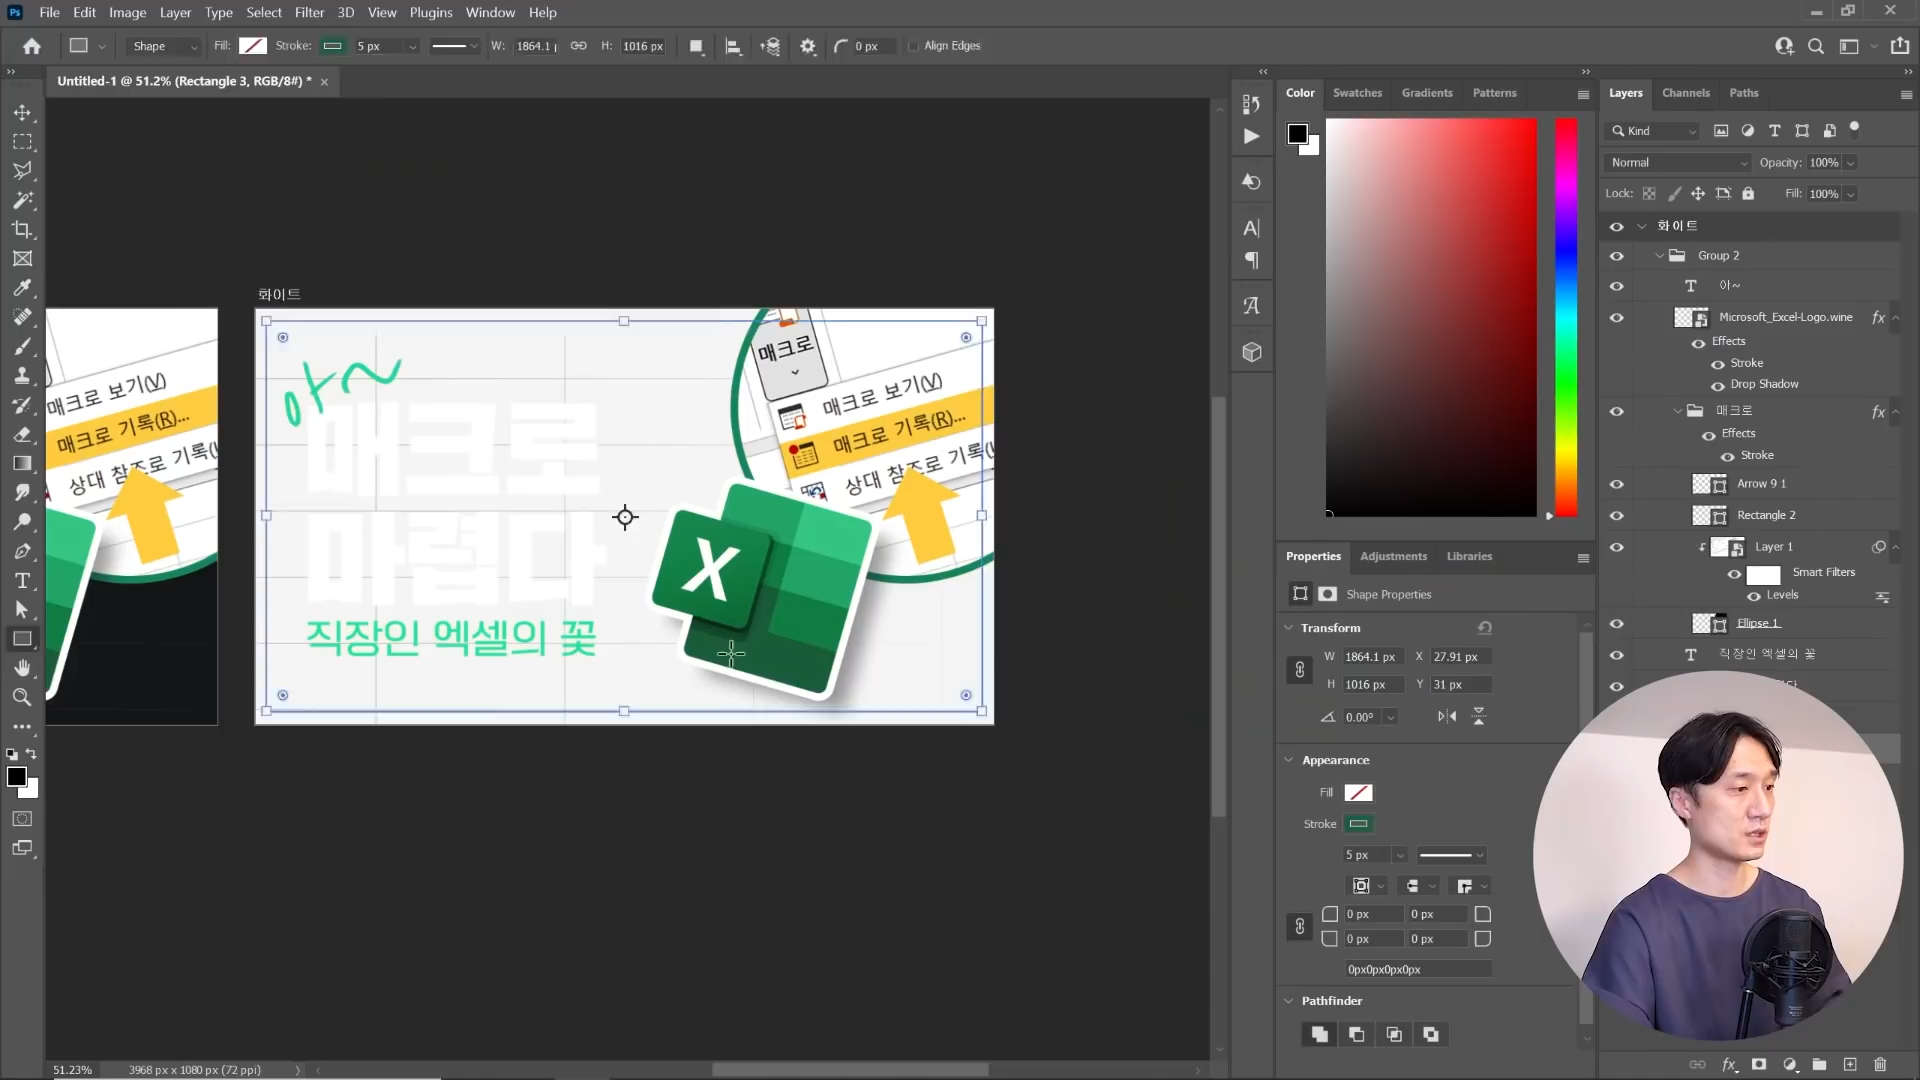 Ps File Edit Image Layer Type Select Filter 3D View Plugins Window Help
Shape Fill: Stroke: 5 px W: 1864.1 H: 1016 px 0 px Align Edges
Untitled-1 @ 51.2% (Rectangle 3, RGB/8#) *
화이트
아~
매크로
마렵다
직장인 엑셀의 꽃
X
매크로
매크로 보기(V)
매크로 기록(R)...
상대 참조로 기록(
매크로 보기(V)
매크로 기록(R)...
상대 참조로 기록(
51.23% 3968 px x 1080 px (72 ppi)
Color Swatches Gradients Patterns
Properties Adjustments Libraries
Shape Properties
Transform
W 1864.1 px X 27.91 px
H 1016 px Y 31 px
0.00°
Appearance
Fill
Stroke
5 px
0 px 0 px
0 px 0 px
0px0px0px0px
Pathfinder
Layers Channels Paths
Kind
Normal Opacity: 100%
Lock: Fill: 100%
화이트
Group 2
아~
Microsoft_Excel-Logo.wine fx
Effects
Stroke
Drop Shadow
매크로 fx
Effects
Stroke
Arrow 9 1
Rectangle 2
Layer 1
Smart Filters
Levels
Ellipse 1
직장인 엑셀의 꽃
fx